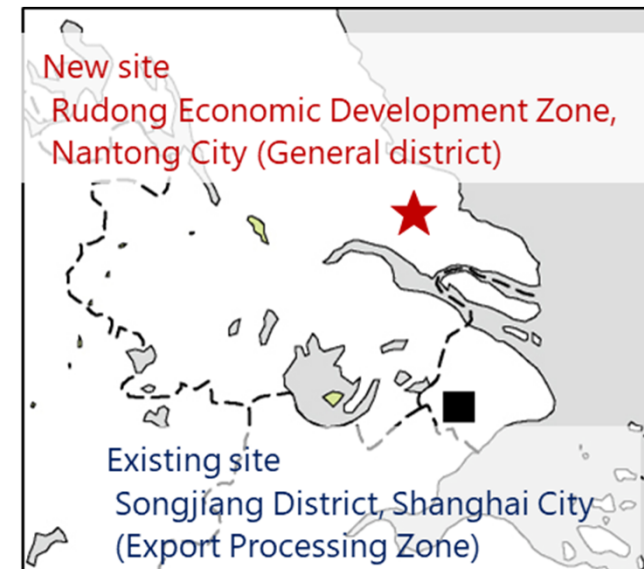 New site
Rudong Economic Development Zone,
Nantong City (General district)
Existing site
Songjiang District, Shanghai City
(Export Processing Zone)